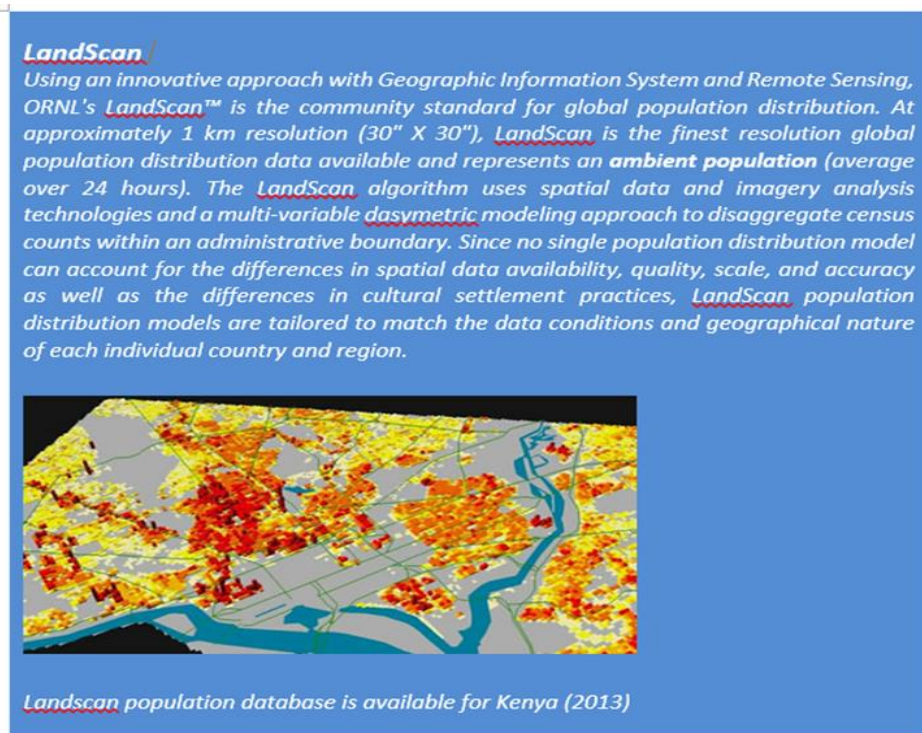 LandScan
Using an innovative approach with Geographic Information System and Remote Sensing,
ORNL's LandScan™ is the community standard for global population distribution. At
approximately 1 km resolution (30" X 30"), LandScan is the finest resolution global
population distribution data available and represents an ambient population (average
over 24 hours). The LandScan algorithm uses spatial data and imagery analysis
technologies and a multi-variable dasymetric modeling approach to disaggregate census
counts within an administrative boundary. Since no single population distribution model
can account for the differences in spatial data availability, quality, scale, and accuracy
as well as the differences in cultural settlement practices, LandScan population
distribution models are tailored to match the data conditions and geographical nature
of each individual country and region.
Landscan population database is available for Kenya (2013)